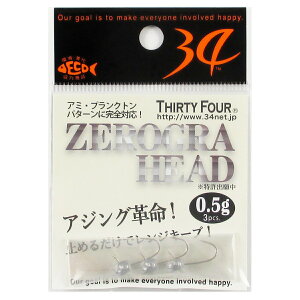 Our goal is to make everyone involved happy.
ECO
34
THIRTY FOUR®
http://www.34net.jp
アミ・プランクトン
パターンに完全対応！
ZEROGRA
HEAD
※特許出願中
0.5g
3pcs.
アジング革命！
止めるだけでレンジキープ！
Our goal is to make everyone involved happy.